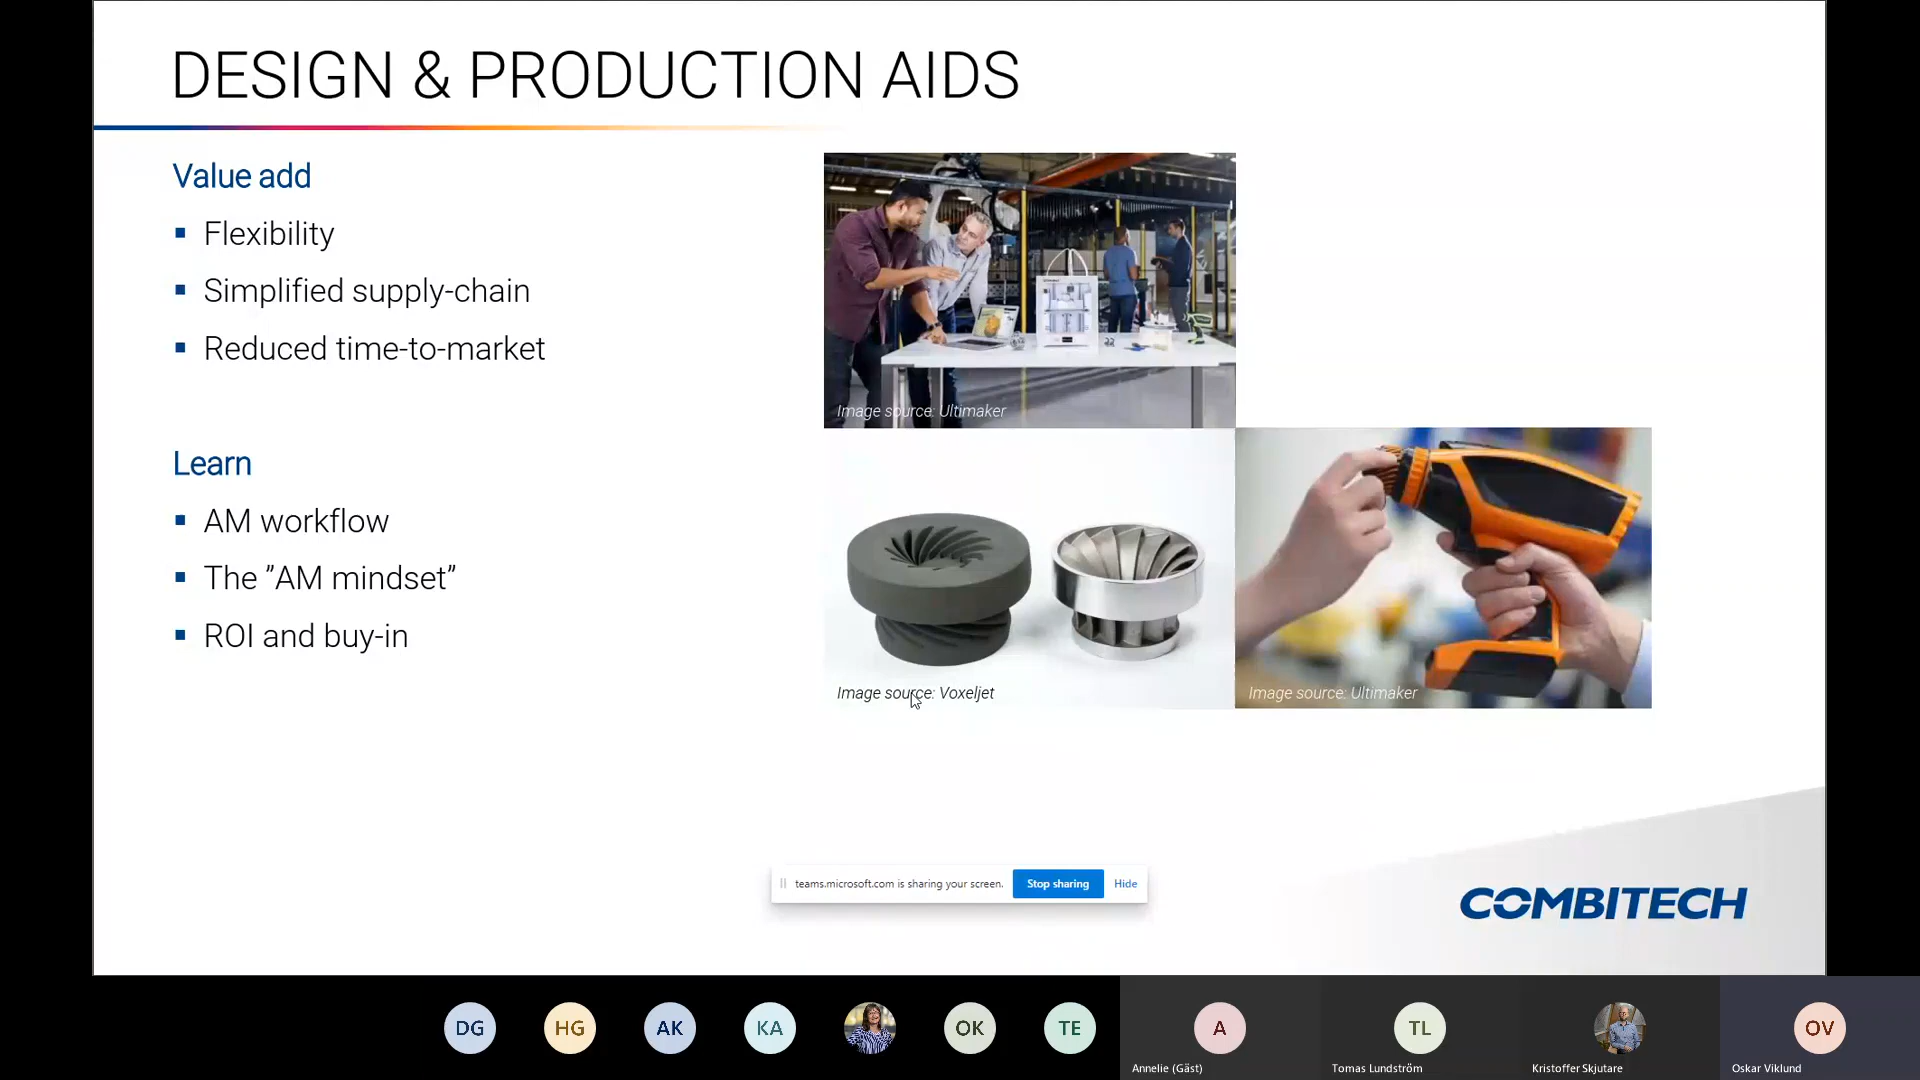 DESIGN & PRODUCTION AIDS
Value add
Flexibility
Simplified supply-chain
Reduced time-to-market
Learn
AM workflow
The ”AM mindset”
ROI and buy-in
Image source: Ultimaker
Image source: Voxeljet
Image source: Ultimaker
teams.microsoft.com is sharing your screen.
Stop sharing
Hide
COMBITECH
DG
HG
AK
KA
OK
TE
A
TL
OV
Annelie (Gäst)
Tomas Lundström
Kristoffer Skjutare
Oskar Viklund